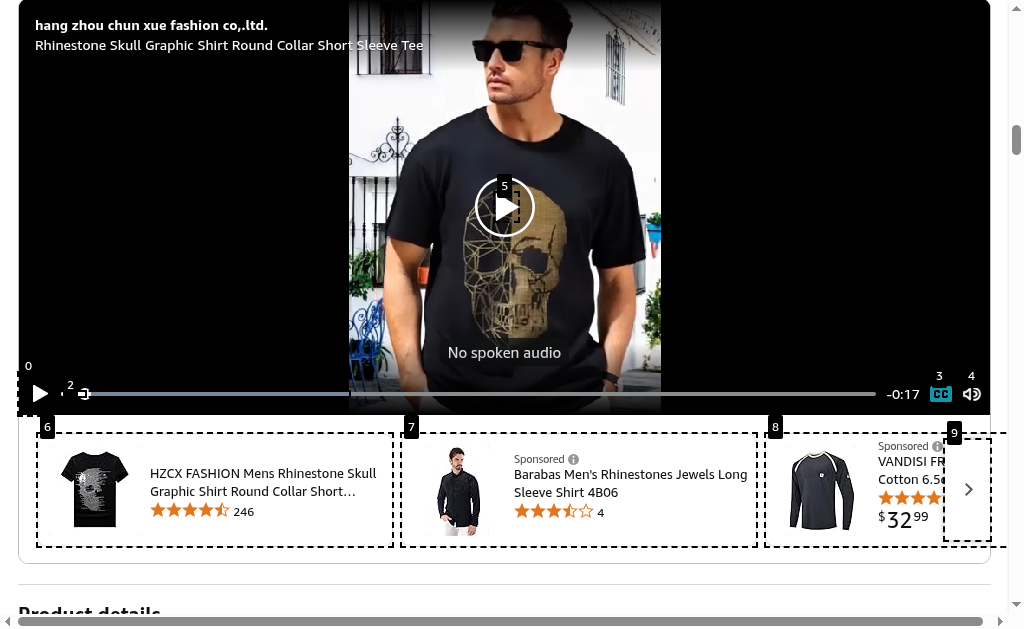 hang zhou chun xue fashion co,.ltd.
Rhinestone Skull Graphic Shirt Round Collar Short Sleeve Tee
5
No spoken audio
0
2
3
4
-0:17
CC
6
7
8
9
HZCX FASHION Mens Rhinestone Skull
Graphic Shirt Round Collar Short…
246
Sponsored
Barabas Men's Rhinestones Jewels Long
Sleeve Shirt 4B06
4
Sponsored
VANDISI FR
Cotton 6.5
$32 99
Product details